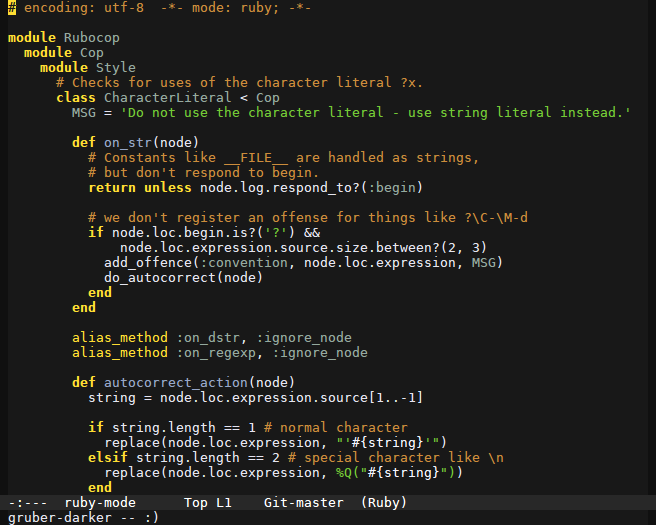 # encoding: utf-8  -*- mode: ruby; -*-

module Rubocop
  module Cop
    module Style
      # Checks for uses of the character literal ?x.
      class CharacterLiteral < Cop
        MSG = 'Do not use the character literal - use string literal instead.'

        def on_str(node)
          # Constants like __FILE__ are handled as strings,
          # but don't respond to begin.
          return unless node.log.respond_to?(:begin)

          # we don't register an offense for things like ?\C-\M-d
          if node.loc.begin.is?('?') &&
              node.loc.expression.source.size.between?(2, 3)
            add_offence(:convention, node.loc.expression, MSG)
            do_autocorrect(node)
          end
        end

        alias_method :on_dstr, :ignore_node
        alias_method :on_regexp, :ignore_node

        def autocorrect_action(node)
          string = node.loc.expression.source[1..-1]

          if string.length == 1 # normal character
            replace(node.loc.expression, "'#{string}'")
          elsif string.length == 2 # special character like \n
            replace(node.loc.expression, %Q("#{string}"))
          end
-:---  ruby-mode      Top L1    Git-master  (Ruby)
gruber-darker -- :)